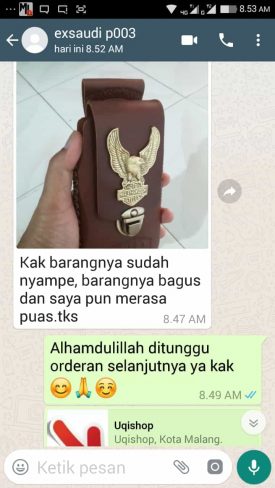 8.53 AM
exsaudi p003
hari ini 8.52 AM
Kak barangnya sudah
nyampe, barangnya bagus
dan saya pun merasa
puas.tks
8.47 AM
Alhamdulillah ditunggu
orderan selanjutnya ya kak
😊🙏☺️
8.49 AM
Uqishop
Uqishop, Kota Malang.
Ketik pesan